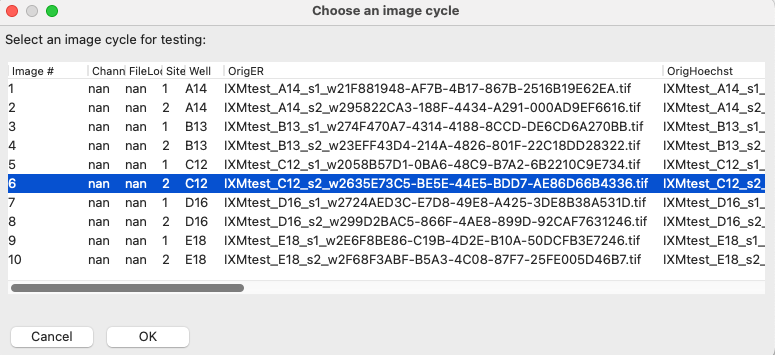 Choose an image cycle
Select an image cycle for testing:
Image # Chann FileLoc Site Well OrigER OrigHoechst
1 nan nan 1 A14 IXMtest_A14_s1_w21F881948-AF7B-4B17-867B-2516B19E62EA.tif IXMtest_A14_s1_
2 nan nan 2 A14 IXMtest_A14_s2_w295822CA3-188F-4434-A291-000AD9EF6616.tif IXMtest_A14_s2_
3 nan nan 1 B13 IXMtest_B13_s1_w274F470A7-4314-4188-8CCD-DE6CD6A270BB.tif IXMtest_B13_s1_
4 nan nan 2 B13 IXMtest_B13_s2_w23EFF43D4-214A-4826-801F-22C18DD28322.tif IXMtest_B13_s2_
5 nan nan 1 C12 IXMtest_C12_s1_w2058B57D1-0BA6-48C9-B7A2-6B2210C9E734.tif IXMtest_C12_s1_
6 nan nan 2 C12 IXMtest_C12_s2_w2635E73C5-BE5E-44E5-BDD7-AE86D66B4336.tif IXMtest_C12_s2_
7 nan nan 1 D16 IXMtest_D16_s1_w2724AED3C-E7D8-49E8-A425-3DE8B38A531D.tif IXMtest_D16_s1_
8 nan nan 2 D16 IXMtest_D16_s2_w299D2BAC5-866F-4AE8-899D-92CAF7631246.tif IXMtest_D16_s2_
9 nan nan 1 E18 IXMtest_E18_s1_w2E6F8BE86-C19B-4D2E-B10A-50DCFB3E7246.tif IXMtest_E18_s1_
10 nan nan 2 E18 IXMtest_E18_s2_w2F68F3ABF-B5A3-4C08-87F7-25FE005D46B7.tif IXMtest_E18_s2_
Cancel OK